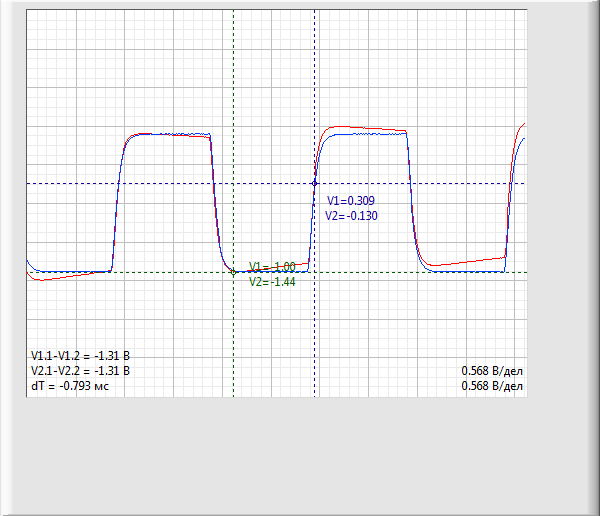 V1=0.309
V2=-0.130
V1=-1.00
V2=-1.44
V1.1-V1.2 = -1.31 В
V2.1-V2.2 = -1.31 В
0.568 В/дел
dT = -0.793 мс
0.568 В/дел